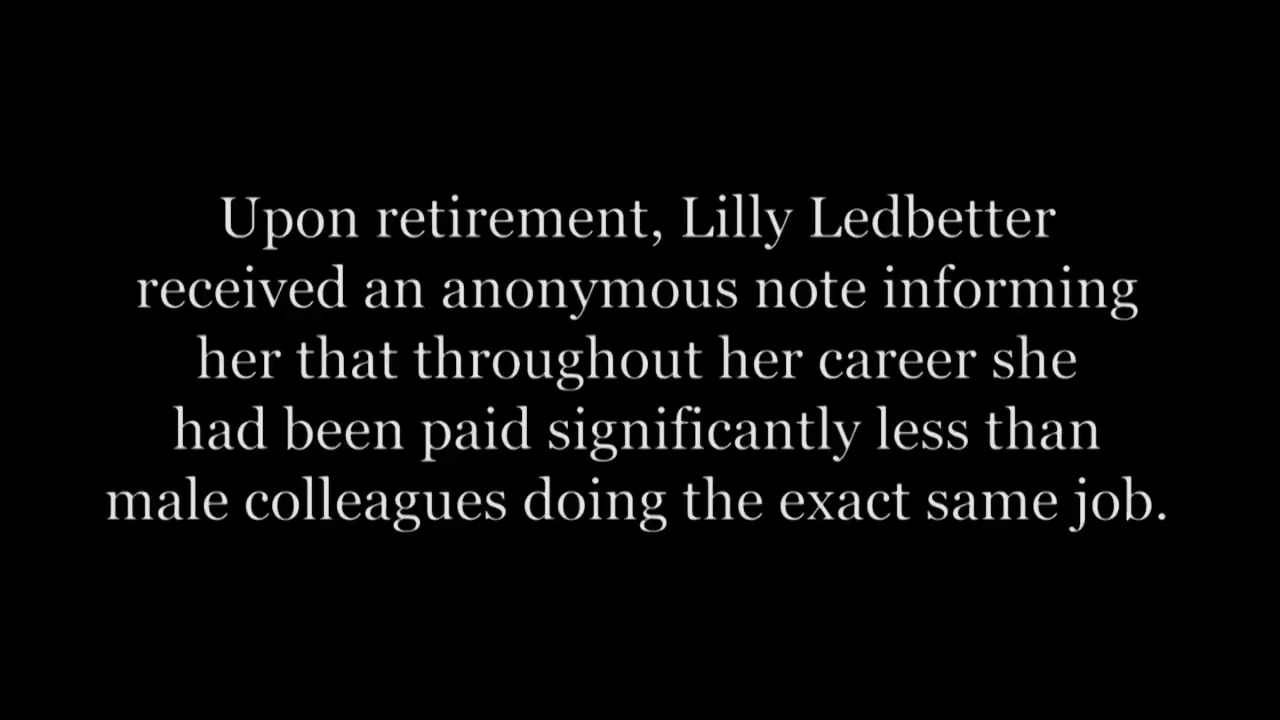 Upon retirement, Lilly Ledbetter
received an anonymous note informing
her that throughout her career she
had been paid significantly less than
male colleagues doing the exact same job.